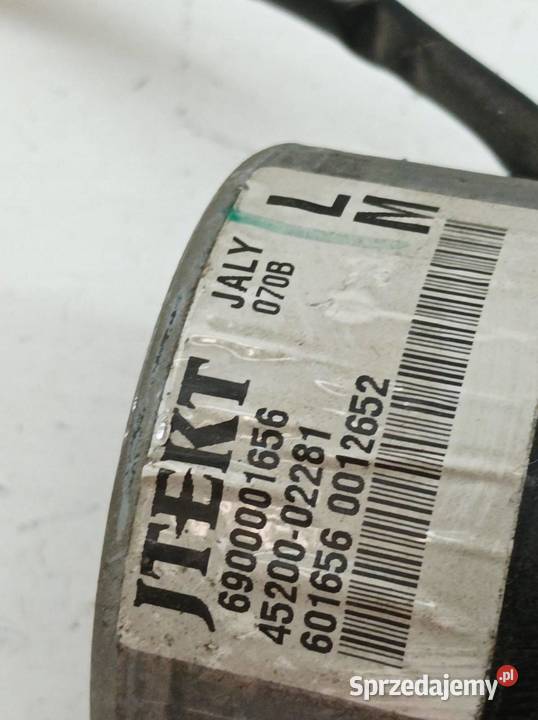 L
M
JALY
070B
JTEKT
6900001656
45200-02281
601656 0012652
Sprzedajemy.pl